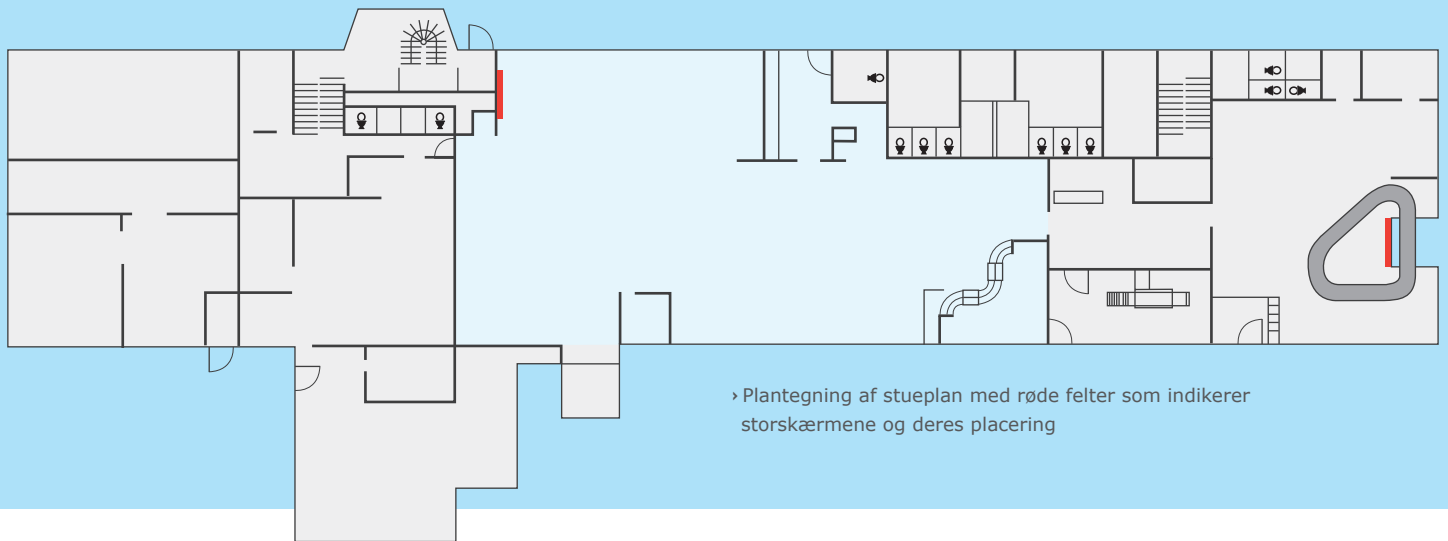 › Plantegning af stueplan med røde felter som indikerer
storskærmene og deres placering